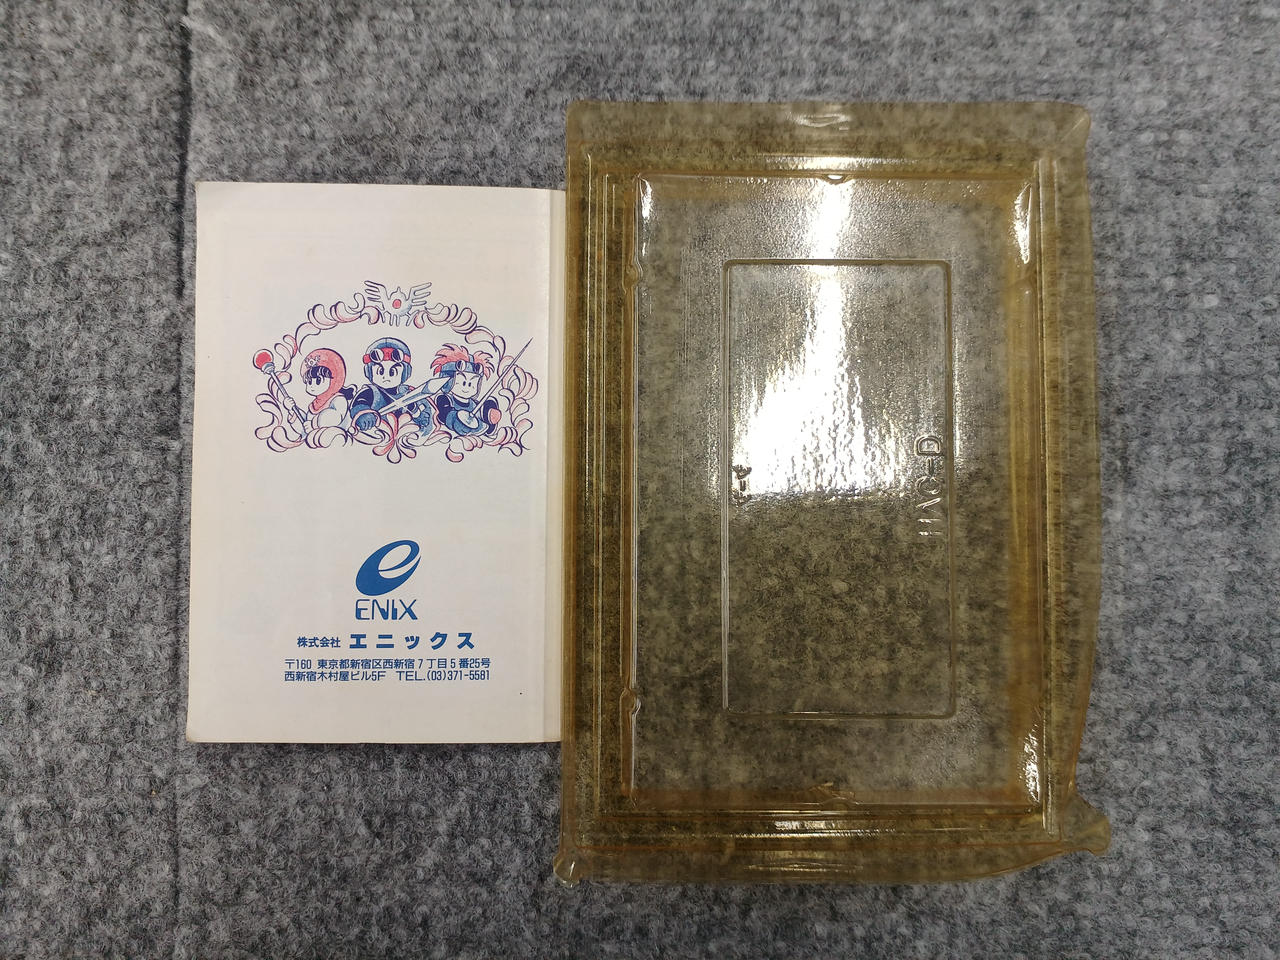 ENIX
株式会社 エニックス
〒160 東京都新宿区西新宿7丁目5番25号
西新宿木村屋ビル5F TEL.(03)371-5581